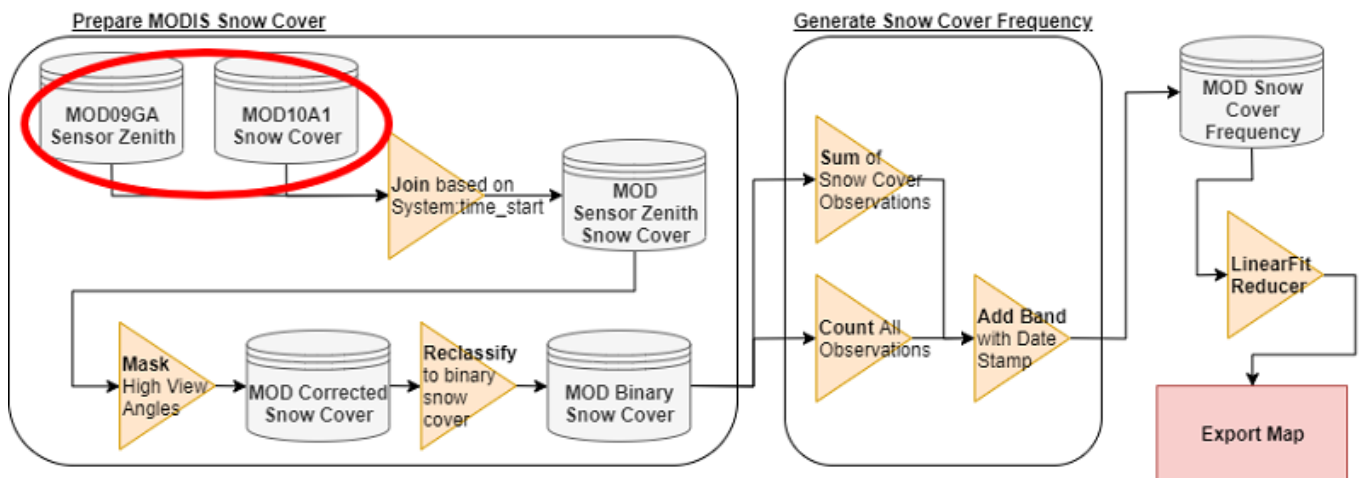 Prepare MODIS Snow Cover
MOD09GA
Sensor Zenith
MOD10A1
Snow Cover
Join based on
System:time_start
MOD
Sensor Zenith
Snow Cover
Mask
High View
Angles
MOD Corrected
Snow Cover
Reclassify
to binary
snow
cover
MOD Binary
Snow Cover
Generate Snow Cover Frequency
Sum of
Snow Cover
Observations
Count All
Observations
Add Band
with Date
Stamp
MOD Snow
Cover
Frequency
LinearFit
Reducer
Export Map